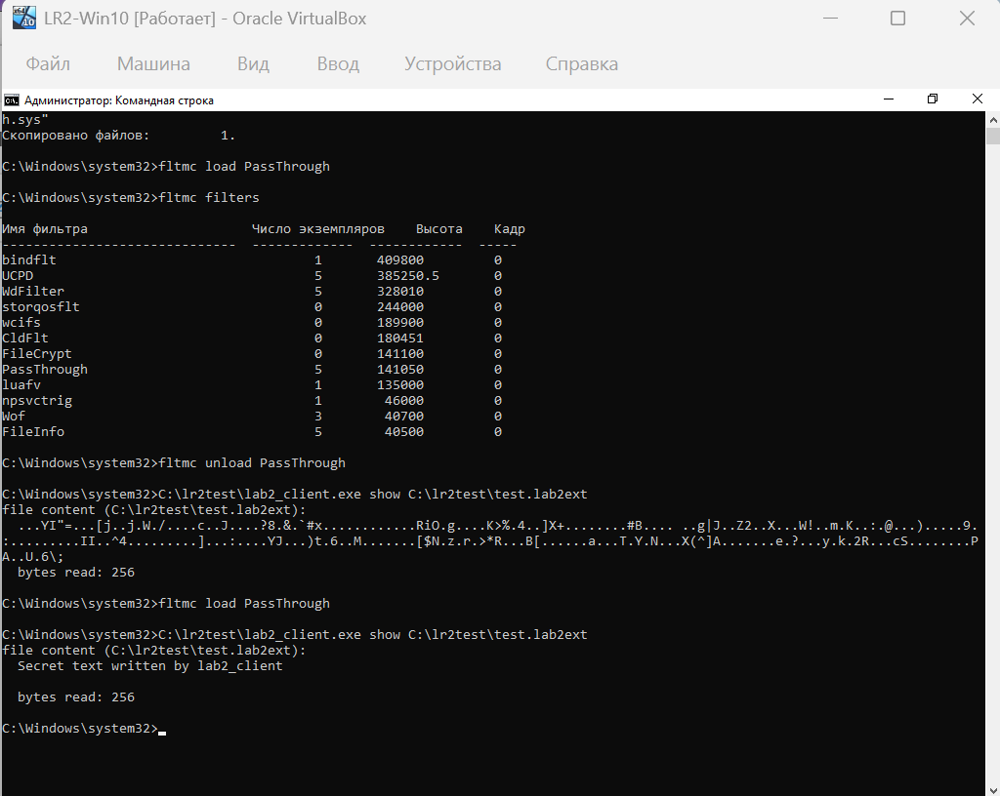 LR2-Win10 [Работает] - Oracle VirtualBox
Файл Машина Вид Ввод Устройства Справка
Администратор: Командная строка
h.sys"
Скопировано файлов:         1.
C:\Windows\system32>fltmc load PassThrough
C:\Windows\system32>fltmc filters
Имя фильтра                     Число экземпляров    Высота    Кадр
------------------------------  -------------  ------------  -----
bindflt                                 1       409800         0
UCPD                                    5       385250.5       0
WdFilter                                5       328010         0
storqosflt                              0       244000         0
wcifs                                   0       189900         0
CldFlt                                  0       180451         0
FileCrypt                               0       141100         0
PassThrough                             5       141050         0
luafv                                   1       135000         0
npsvctrig                               1        46000         0
Wof                                     3        40700         0
FileInfo                                5        40500         0
C:\Windows\system32>fltmc unload PassThrough
C:\Windows\system32>C:\lr2test\lab2_client.exe show C:\lr2test\test.lab2ext
file content (C:\lr2test\test.lab2ext):
...YI"=...[j..j.W./....c..J....?8.&.`#x............RiO.g....K>%.4..]X+........#B.... ..g|J..Z2..X...W!..m.K..:.@...).....9.
:.........II..^4.........]...:....YJ...)t.6..M.......[$N.z.r.>*R...B[......a...T.Y.N...X(^]A.......e.?...y.k.2R...cS........P
A..U.6\;
bytes read: 256
C:\Windows\system32>fltmc load PassThrough
C:\Windows\system32>C:\lr2test\lab2_client.exe show C:\lr2test\test.lab2ext
file content (C:\lr2test\test.lab2ext):
Secret text written by lab2_client
bytes read: 256
C:\Windows\system32>